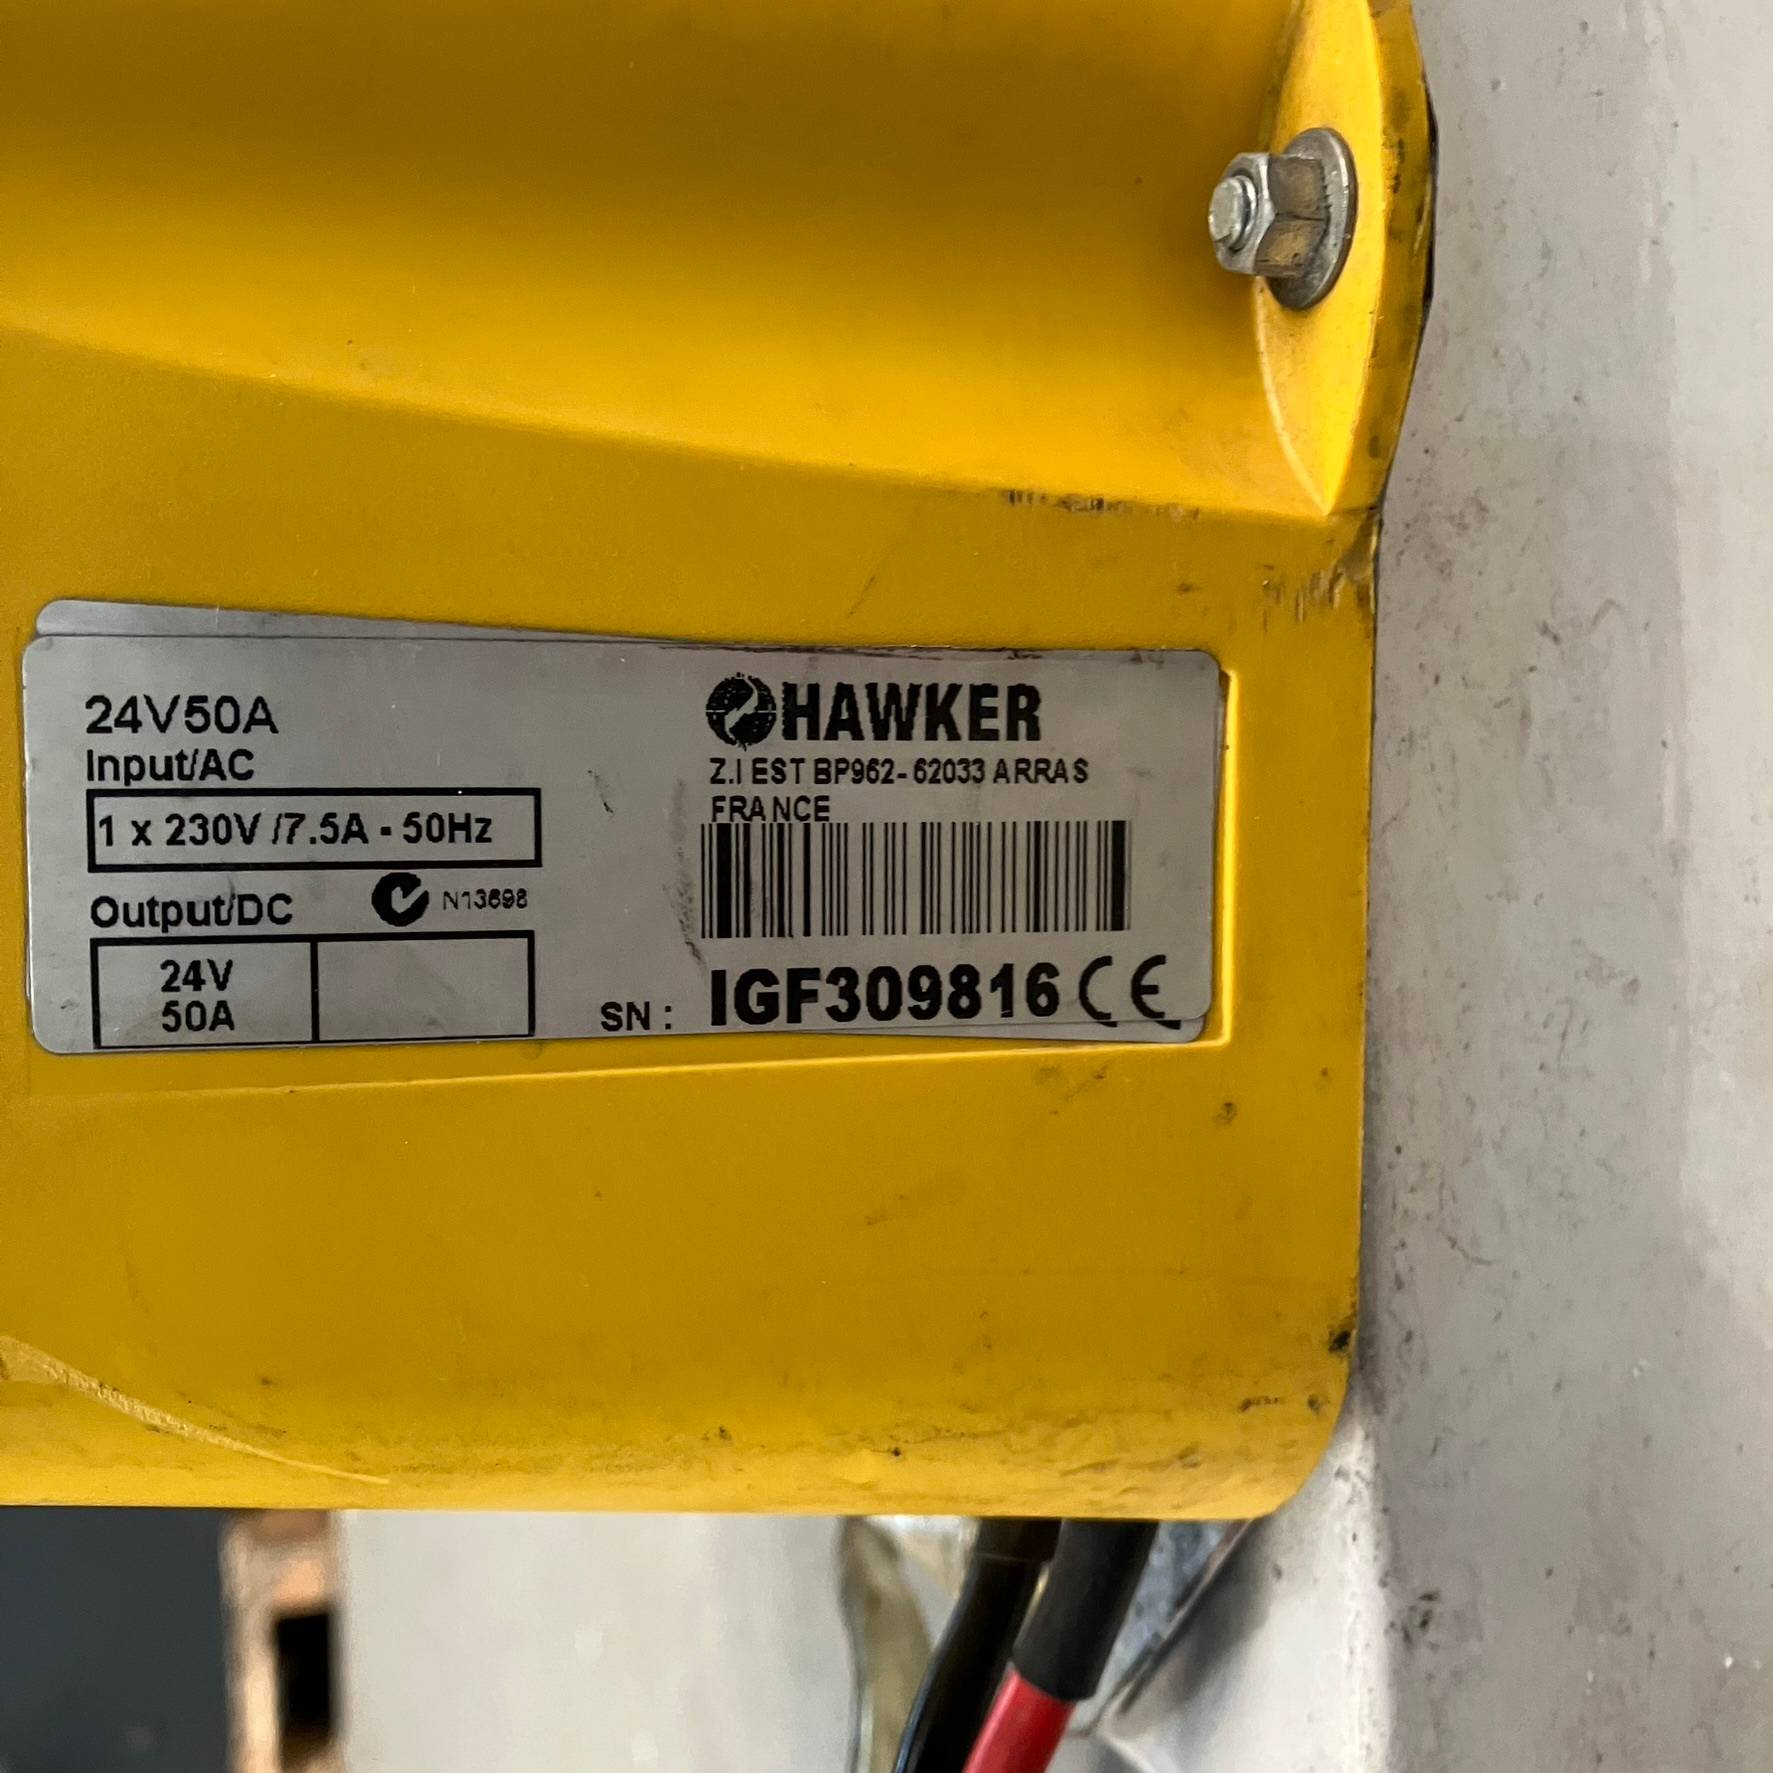 24V50A
Input/AC
1 x 230V /7.5A - 50Hz
Output/DC
N13698
24V
50A
HAWKER
Z.I EST BP962- 62033 ARRAS
FRANCE
SN : IGF309816 CE